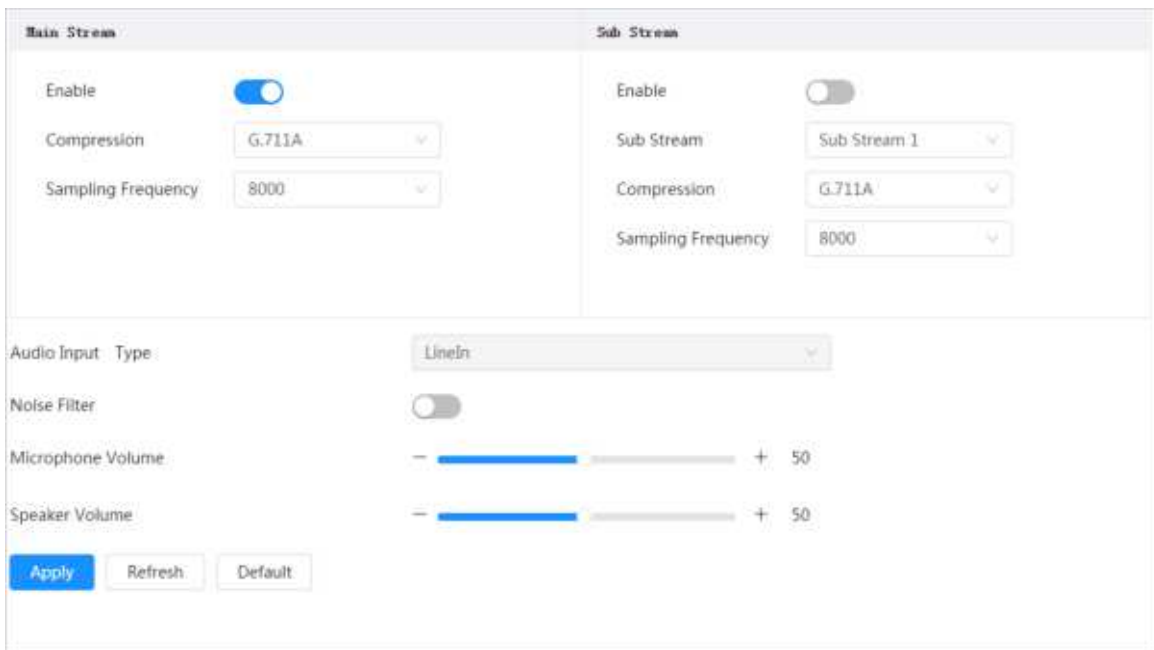 Main Stream
Sub Stream
Enable
Compression G.711A
Sampling Frequency 8000
Enable
Sub Stream Sub Stream 1
Compression G.711A
Sampling Frequency 8000
Audio Input Type LineIn
Noise Filter
Microphone Volume − + 50
Speaker Volume − + 50
Apply Refresh Default